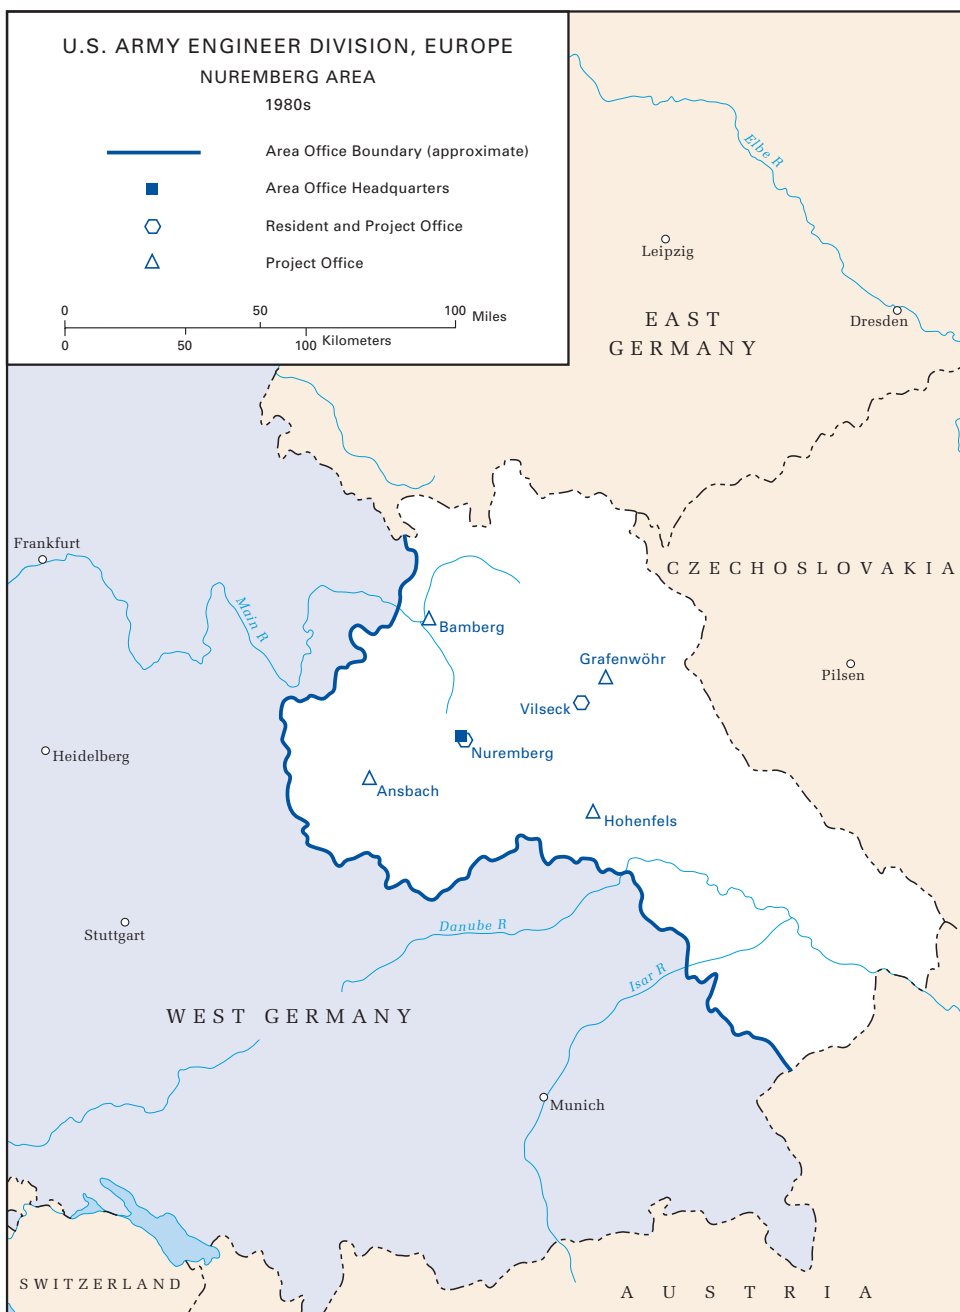 U.S. ARMY ENGINEER DIVISION, EUROPE
NUREMBERG AREA
1980s
Area Office Boundary (approximate)
Area Office Headquarters
Resident and Project Office
Project Office
0 50 100 Miles
0 50 100 Kilometers
Elbe R
Leipzig
Dresden
EAST
GERMANY
Frankfurt
CZECHOSLOVAKIA
Main R
Bamberg
Grafenwöhr
Pilsen
Vilseck
Heidelberg
Nuremberg
Ansbach
Hohenfels
Stuttgart
Danube R
Isar R
WEST GERMANY
Munich
SWITZERLAND
AUSTRIA